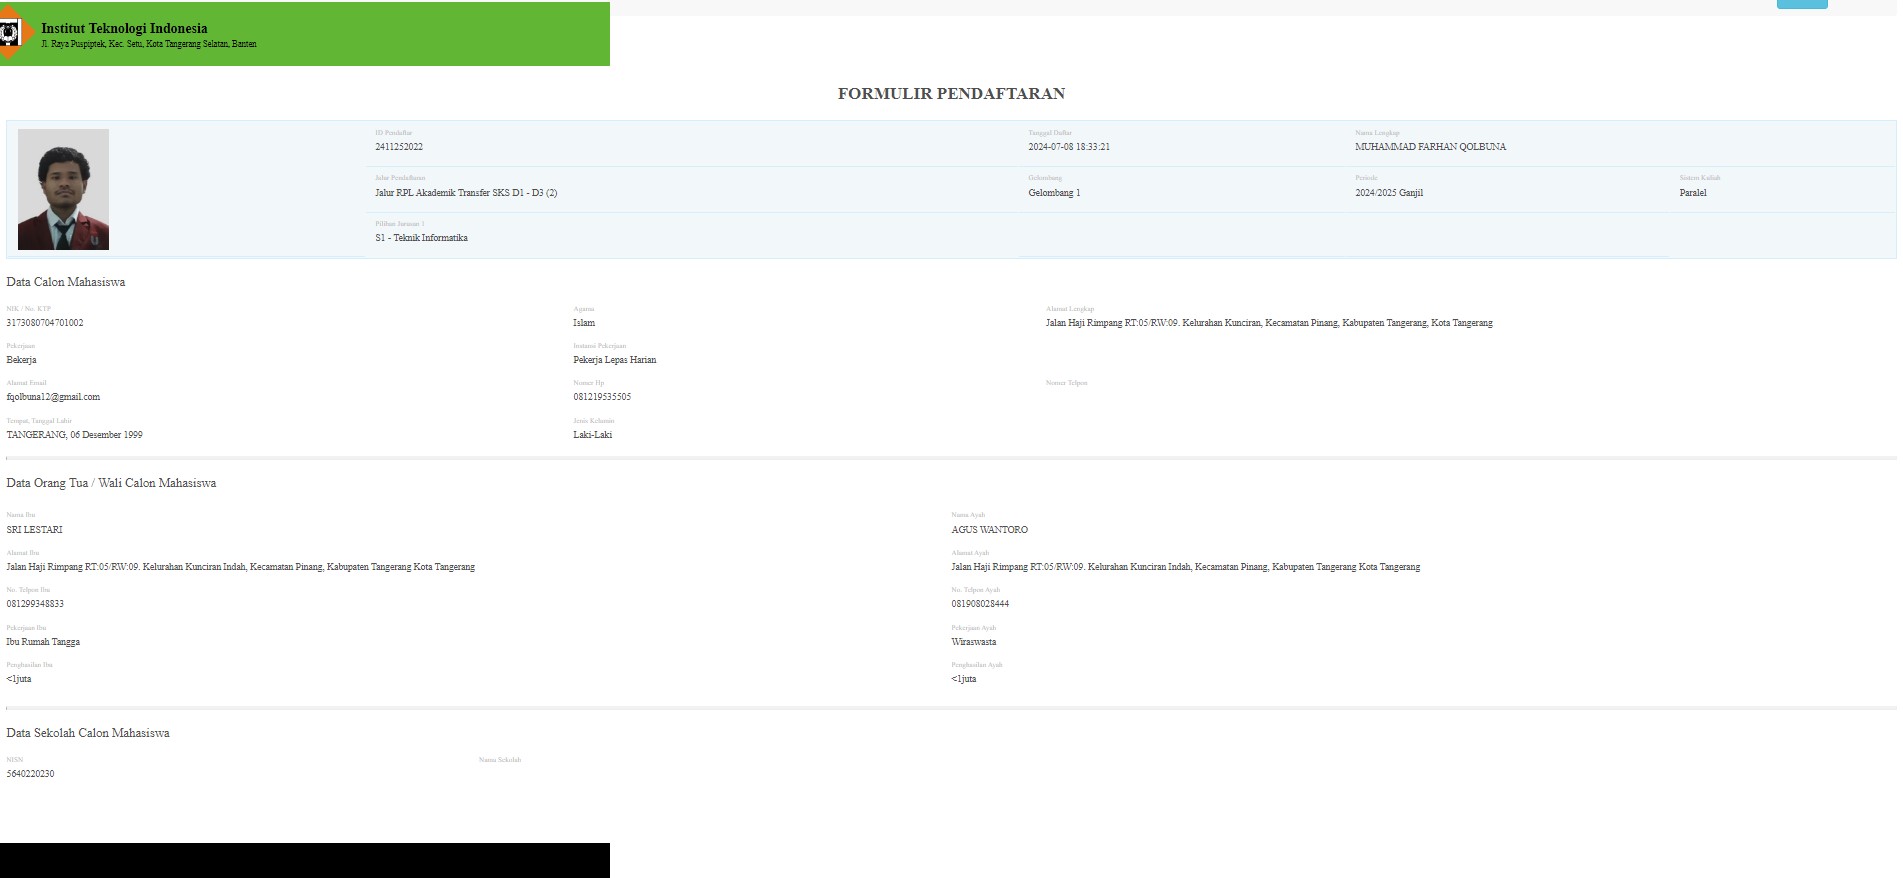 Institut Teknologi Indonesia
Jl. Raya Puspiptek, Kec. Setu, Kota Tangerang Selatan, Banten
FORMULIR PENDAFTARAN
ID Pendaftar
2411252022
Tanggal Daftar
2024-07-08 18:33:21
Nama Lengkap
MUHAMMAD FARHAN QOLBUNA
Jalur Pendaftaran
Jalur RPL Akademik Transfer SKS D1 - D3 (2)
Gelombang
Gelombang 1
Periode
2024/2025 Ganjil
Sistem Kuliah
Paralel
Pilihan Jurusan 1
S1 - Teknik Informatika
Data Calon Mahasiswa
NIK / No. KTP
3173080704701002
Agama
Islam
Alamat Lengkap
Jalan Haji Rimpang RT:05/RW:09. Kelurahan Kunciran, Kecamatan Pinang, Kabupaten Tangerang, Kota Tangerang
Pekerjaan
Bekerja
Instansi Pekerjaan
Pekerja Lepas Harian
Alamat Email
fqolbuna12@gmail.com
Nomor Hp
081219535505
Nomor Telpon
Tempat, Tanggal Lahir
TANGERANG, 06 Desember 1999
Jenis Kelamin
Laki-Laki
Data Orang Tua / Wali Calon Mahasiswa
Nama Ibu
SRI LESTARI
Nama Ayah
AGUS WANTORO
Alamat Ibu
Jalan Haji Rimpang RT:05/RW:09. Kelurahan Kunciran Indah, Kecamatan Pinang, Kabupaten Tangerang Kota Tangerang
Alamat Ayah
Jalan Haji Rimpang RT:05/RW:09. Kelurahan Kunciran Indah, Kecamatan Pinang, Kabupaten Tangerang Kota Tangerang
No. Telpon Ibu
081299348833
No. Telpon Ayah
081908028444
Pekerjaan Ibu
Ibu Rumah Tangga
Pekerjaan Ayah
Wiraswasta
Penghasilan Ibu
<1juta
Penghasilan Ayah
<1juta
Data Sekolah Calon Mahasiswa
NISN
5640220230
Nama Sekolah